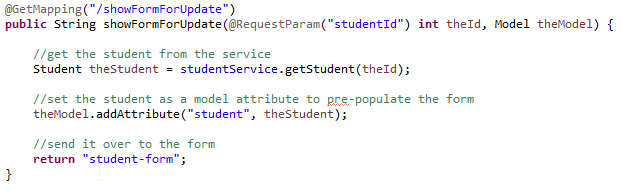 @GetMapping("/showFormForUpdate")
public String showFormForUpdate(@RequestParam("studentId") int theId, Model theModel) {
//get the student from the service
Student theStudent = studentService.getStudent(theId);
//set the student as a model attribute to pre-populate the form
theModel.addAttribute("student", theStudent);
//send it over to the form
return "student-form";
}